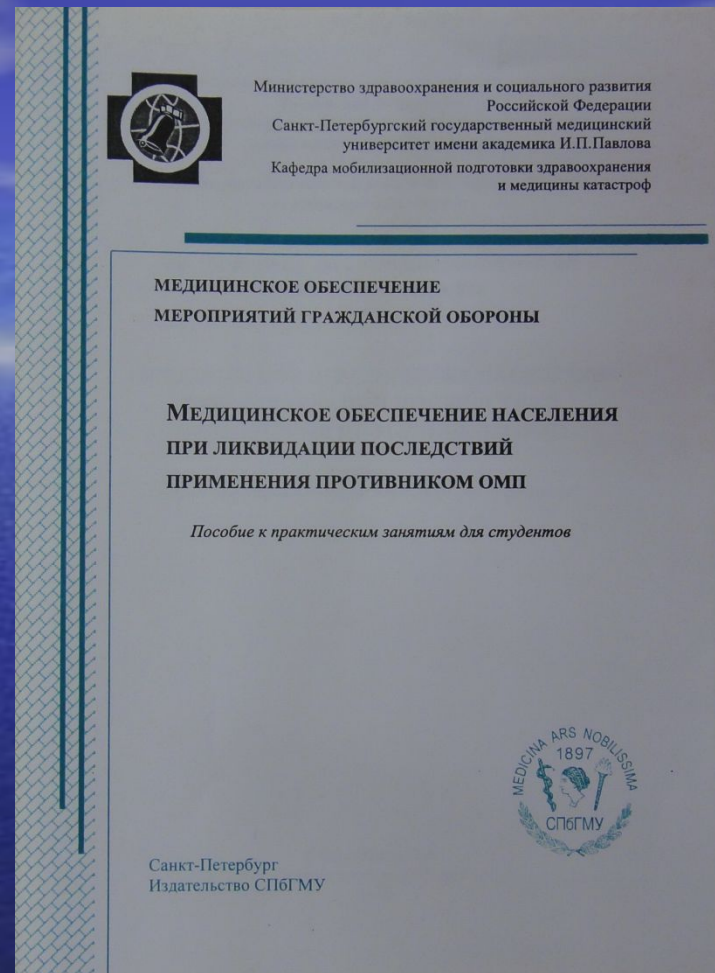 Министерство здравоохранения и социального развития
Российской Федерации
Санкт-Петербургский государственный медицинский
университет имени академика И.П.Павлова
Кафедра мобилизационной подготовки здравоохранения
и медицины катастроф
МЕДИЦИНСКОЕ ОБЕСПЕЧЕНИЕ
МЕРОПРИЯТИЙ ГРАЖДАНСКОЙ ОБОРОНЫ
МЕДИЦИНСКОЕ ОБЕСПЕЧЕНИЕ НАСЕЛЕНИЯ
ПРИ ЛИКВИДАЦИИ ПОСЛЕДСТВИЙ
ПРИМЕНЕНИЯ ПРОТИВНИКОМ ОМП
Пособие к практическим занятиям для студентов
MEDICINA ARS NOBILISSIMA
1897
СПбГМУ
Санкт-Петербург
Издательство СПбГМУ